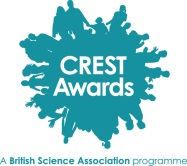 CREST
Awards
A British Science Association programme